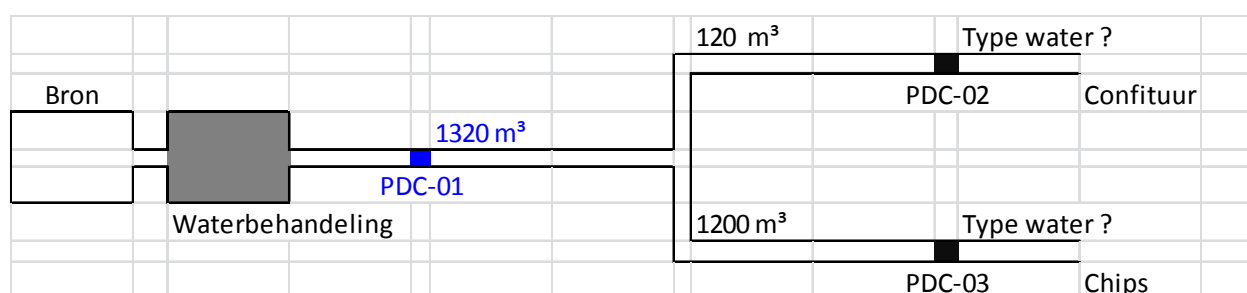 120 m³ Type water ?
Bron PDC-02 Confituur
1320 m³
PDC-01
Waterbehandeling 1200 m³ Type water ?
PDC-03 Chips